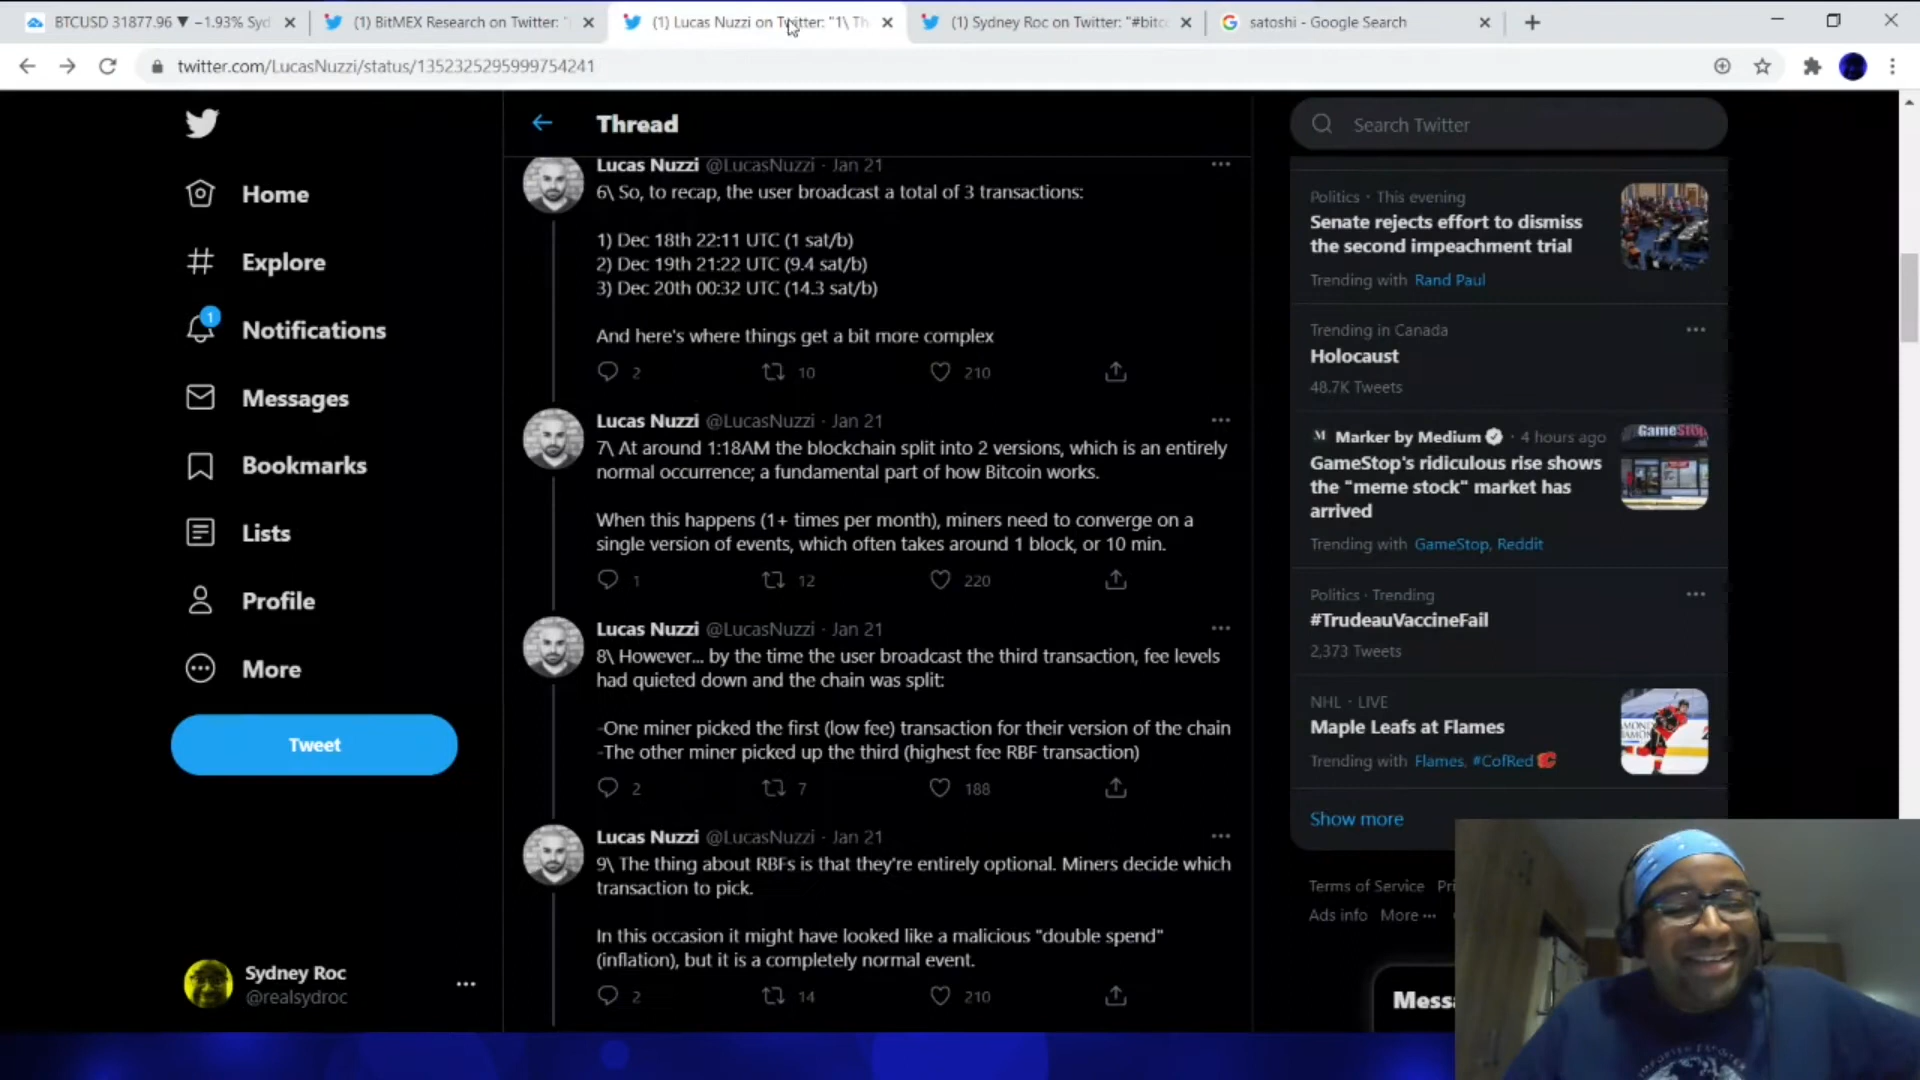 BTCUSD 31877.96 ▼ −1.93% Syd
(1) BitMEX Research on Twitter: "
(1) Lucas Nuzzi on Twitter: "1\ Th
(1) Sydney Roc on Twitter: "#bitc
satoshi - Google Search
twitter.com/LucasNuzzi/status/1352325295999754241
Home
Explore
1
Notifications
Messages
Bookmarks
Lists
Profile
More
Tweet
Sydney Roc
@realsydroc
Thread
Lucas Nuzzi @LucasNuzzi · Jan 21
6\ So, to recap, the user broadcast a total of 3 transactions:
1) Dec 18th 22:11 UTC (1 sat/b)
2) Dec 19th 21:22 UTC (9.4 sat/b)
3) Dec 20th 00:32 UTC (14.3 sat/b)
And here's where things get a bit more complex
2 10 210
Lucas Nuzzi @LucasNuzzi · Jan 21
7\ At around 1:18AM the blockchain split into 2 versions, which is an entirely
normal occurrence; a fundamental part of how Bitcoin works.
When this happens (1+ times per month), miners need to converge on a
single version of events, which often takes around 1 block, or 10 min.
1 12 220
Lucas Nuzzi @LucasNuzzi · Jan 21
8\ However... by the time the user broadcast the third transaction, fee levels
had quieted down and the chain was split:
-One miner picked the first (low fee) transaction for their version of the chain
-The other miner picked up the third (highest fee RBF transaction)
2 7 188
Lucas Nuzzi @LucasNuzzi · Jan 21
9\ The thing about RBFs is that they're entirely optional. Miners decide which
transaction to pick.
In this occasion it might have looked like a malicious "double spend"
(inflation), but it is a completely normal event.
2 14 210
Search Twitter
Politics · This evening
Senate rejects effort to dismiss
the second impeachment trial
Trending with Rand Paul
Trending in Canada
Holocaust
48.7K Tweets
M Marker by Medium · 4 hours ago
GameStop's ridiculous rise shows
the "meme stock" market has
arrived
Trending with GameStop, Reddit
GameStop
Politics · Trending
#TrudeauVaccineFail
2,373 Tweets
NHL · LIVE
Maple Leafs at Flames
Trending with Flames, #CofRed
Show more
Terms of Service Pri
Ads info More
Messa